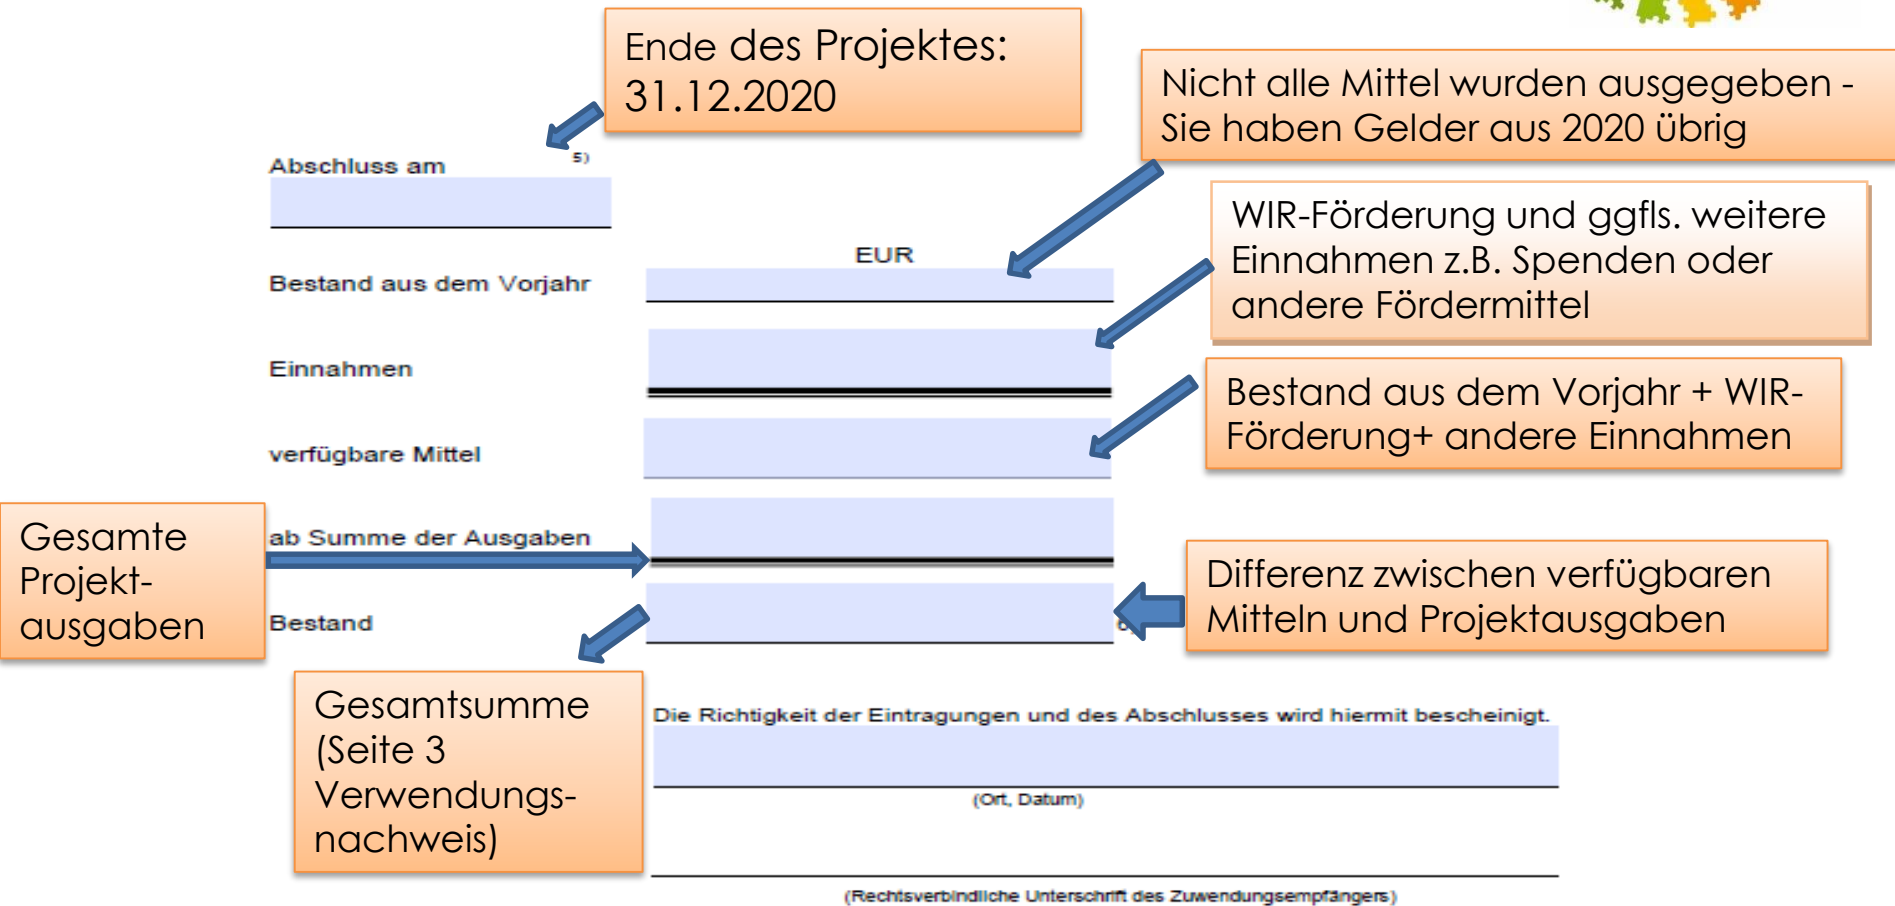 Ende des Projektes:
31.12.2020
Nicht alle Mittel wurden ausgegeben -
Sie haben Gelder aus 2020 übrig
Abschluss am 5)
WIR-Förderung und ggfls. weitere
Einnahmen z.B. Spenden oder
andere Fördermittel
EUR
Bestand aus dem Vorjahr
Einnahmen
Bestand aus dem Vorjahr + WIR-
Förderung+ andere Einnahmen
verfügbare Mittel
Gesamte
Projekt-
ausgaben
ab Summe der Ausgaben
Differenz zwischen verfügbaren
Mitteln und Projektausgaben
Bestand
Gesamtsumme
(Seite 3
Verwendungs-
nachweis)
Die Richtigkeit der Eintragungen und des Abschlusses wird hiermit bescheinigt.
(Ort, Datum)
(Rechtsverbindliche Unterschrift des Zuwendungsempfängers)